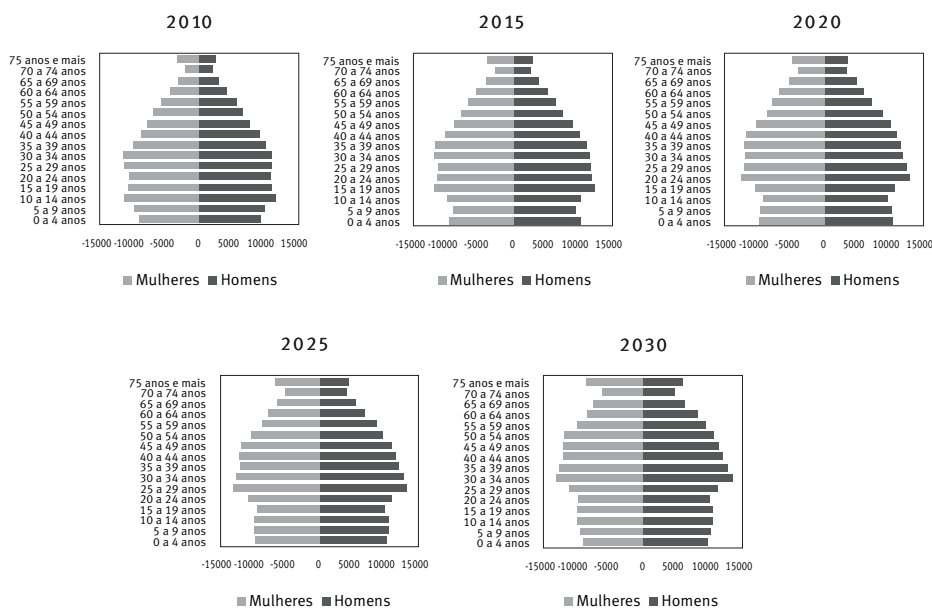 2010
75 anos e mais
70 a 74 anos
65 a 69 anos
60 a 64 anos
55 a 59 anos
50 a 54 anos
45 a 49 anos
40 a 44 anos
35 a 39 anos
30 a 34 anos
25 a 29 anos
20 a 24 anos
15 a 19 anos
10 a 14 anos
5 a 9 anos
0 a 4 anos
-15000 -10000 -5000 0 5000 10000 15000
Mulheres Homens
2015
75 anos e mais
70 a 74 anos
65 a 69 anos
60 a 64 anos
55 a 59 anos
50 a 54 anos
45 a 49 anos
40 a 44 anos
35 a 39 anos
30 a 34 anos
25 a 29 anos
20 a 24 anos
15 a 19 anos
10 a 14 anos
5 a 9 anos
0 a 4 anos
-15000 -10000 -5000 0 5000 10000 15000
Mulheres Homens
2020
75 anos e mais
70 a 74 anos
65 a 69 anos
60 a 64 anos
55 a 59 anos
50 a 54 anos
45 a 49 anos
40 a 44 anos
35 a 39 anos
30 a 34 anos
25 a 29 anos
20 a 24 anos
15 a 19 anos
10 a 14 anos
5 a 9 anos
0 a 4 anos
-15000 -10000 -5000 0 5000 10000 15000
Mulheres Homens
2025
75 anos e mais
70 a 74 anos
65 a 69 anos
60 a 64 anos
55 a 59 anos
50 a 54 anos
45 a 49 anos
40 a 44 anos
35 a 39 anos
30 a 34 anos
25 a 29 anos
20 a 24 anos
15 a 19 anos
10 a 14 anos
5 a 9 anos
0 a 4 anos
-15000 -10000 -5000 0 5000 10000 15000
Mulheres Homens
2030
75 anos e mais
70 a 74 anos
65 a 69 anos
60 a 64 anos
55 a 59 anos
50 a 54 anos
45 a 49 anos
40 a 44 anos
35 a 39 anos
30 a 34 anos
25 a 29 anos
20 a 24 anos
15 a 19 anos
10 a 14 anos
5 a 9 anos
0 a 4 anos
-15000 -10000 -5000 0 5000 10000 15000
Mulheres Homens